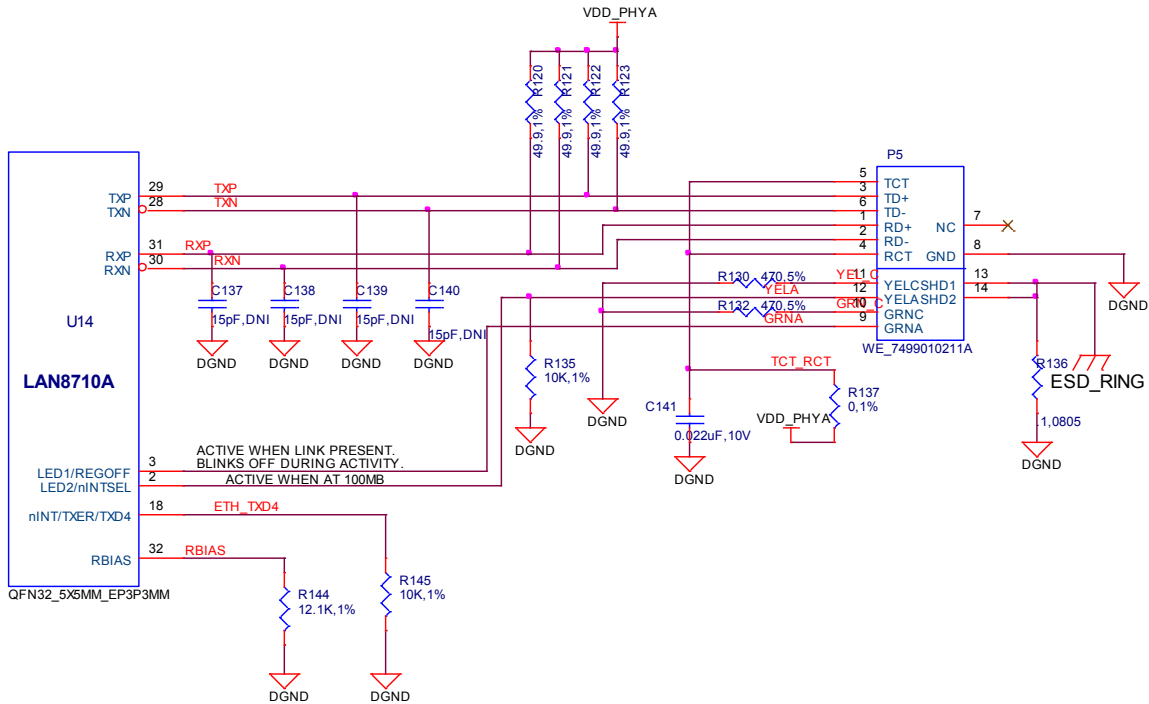 VDD_PHYA
R120
R121
R122
R123
49.9,1%
49.9,1%
49.9,1%
49.9,1%
P5
29
TXP
TXP
28
TXN
TXN
31
RXP
RXP
30
RXN
RXN
5
TCT
3
TD+
6
TD-
1
RD+
NC
7
2
RD-
4
RCT
GND
8
11
YEL_C
YELC
SHD1
13
12
YELA
YELA
SHD2
14
10
GRN_C
GRNC
9
GRNA
GRNA
R130
470.5%
R132
470.5%
WE_7499010211A
DGND
C137
15pF,DNI
DGND
C138
15pF,DNI
DGND
C139
15pF,DNI
DGND
C140
15pF,DNI
DGND
U14
LAN8710A
R135
10K,1%
DGND
DGND
TCT_RCT
C141
0.022uF,10V
DGND
R137
0,1%
VDD_PHYA
R136
1,0805
DGND
ESD_RING
ACTIVE WHEN LINK PRESENT.
BLINKS OFF DURING ACTIVITY.
ACTIVE WHEN AT 100MB
LED1/REGOFF
3
LED2/nINTSEL
2
nINT/TXER/TXD4
18
ETH_TXD4
RBIAS
32
RBIAS
QFN32_5X5MM_EP3P3MM
R144
12.1K,1%
DGND
R145
10K,1%
DGND